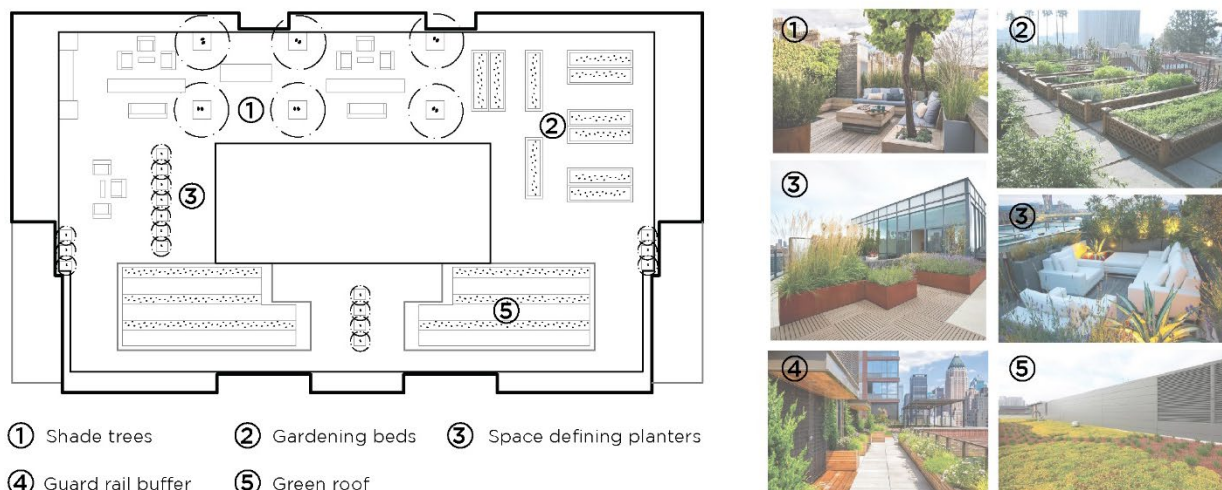 ①
②
③
⑤
① Shade trees
② Gardening beds
③ Space defining planters
④ Guard rail buffer
⑤ Green roof
①
②
③
③
④
⑤